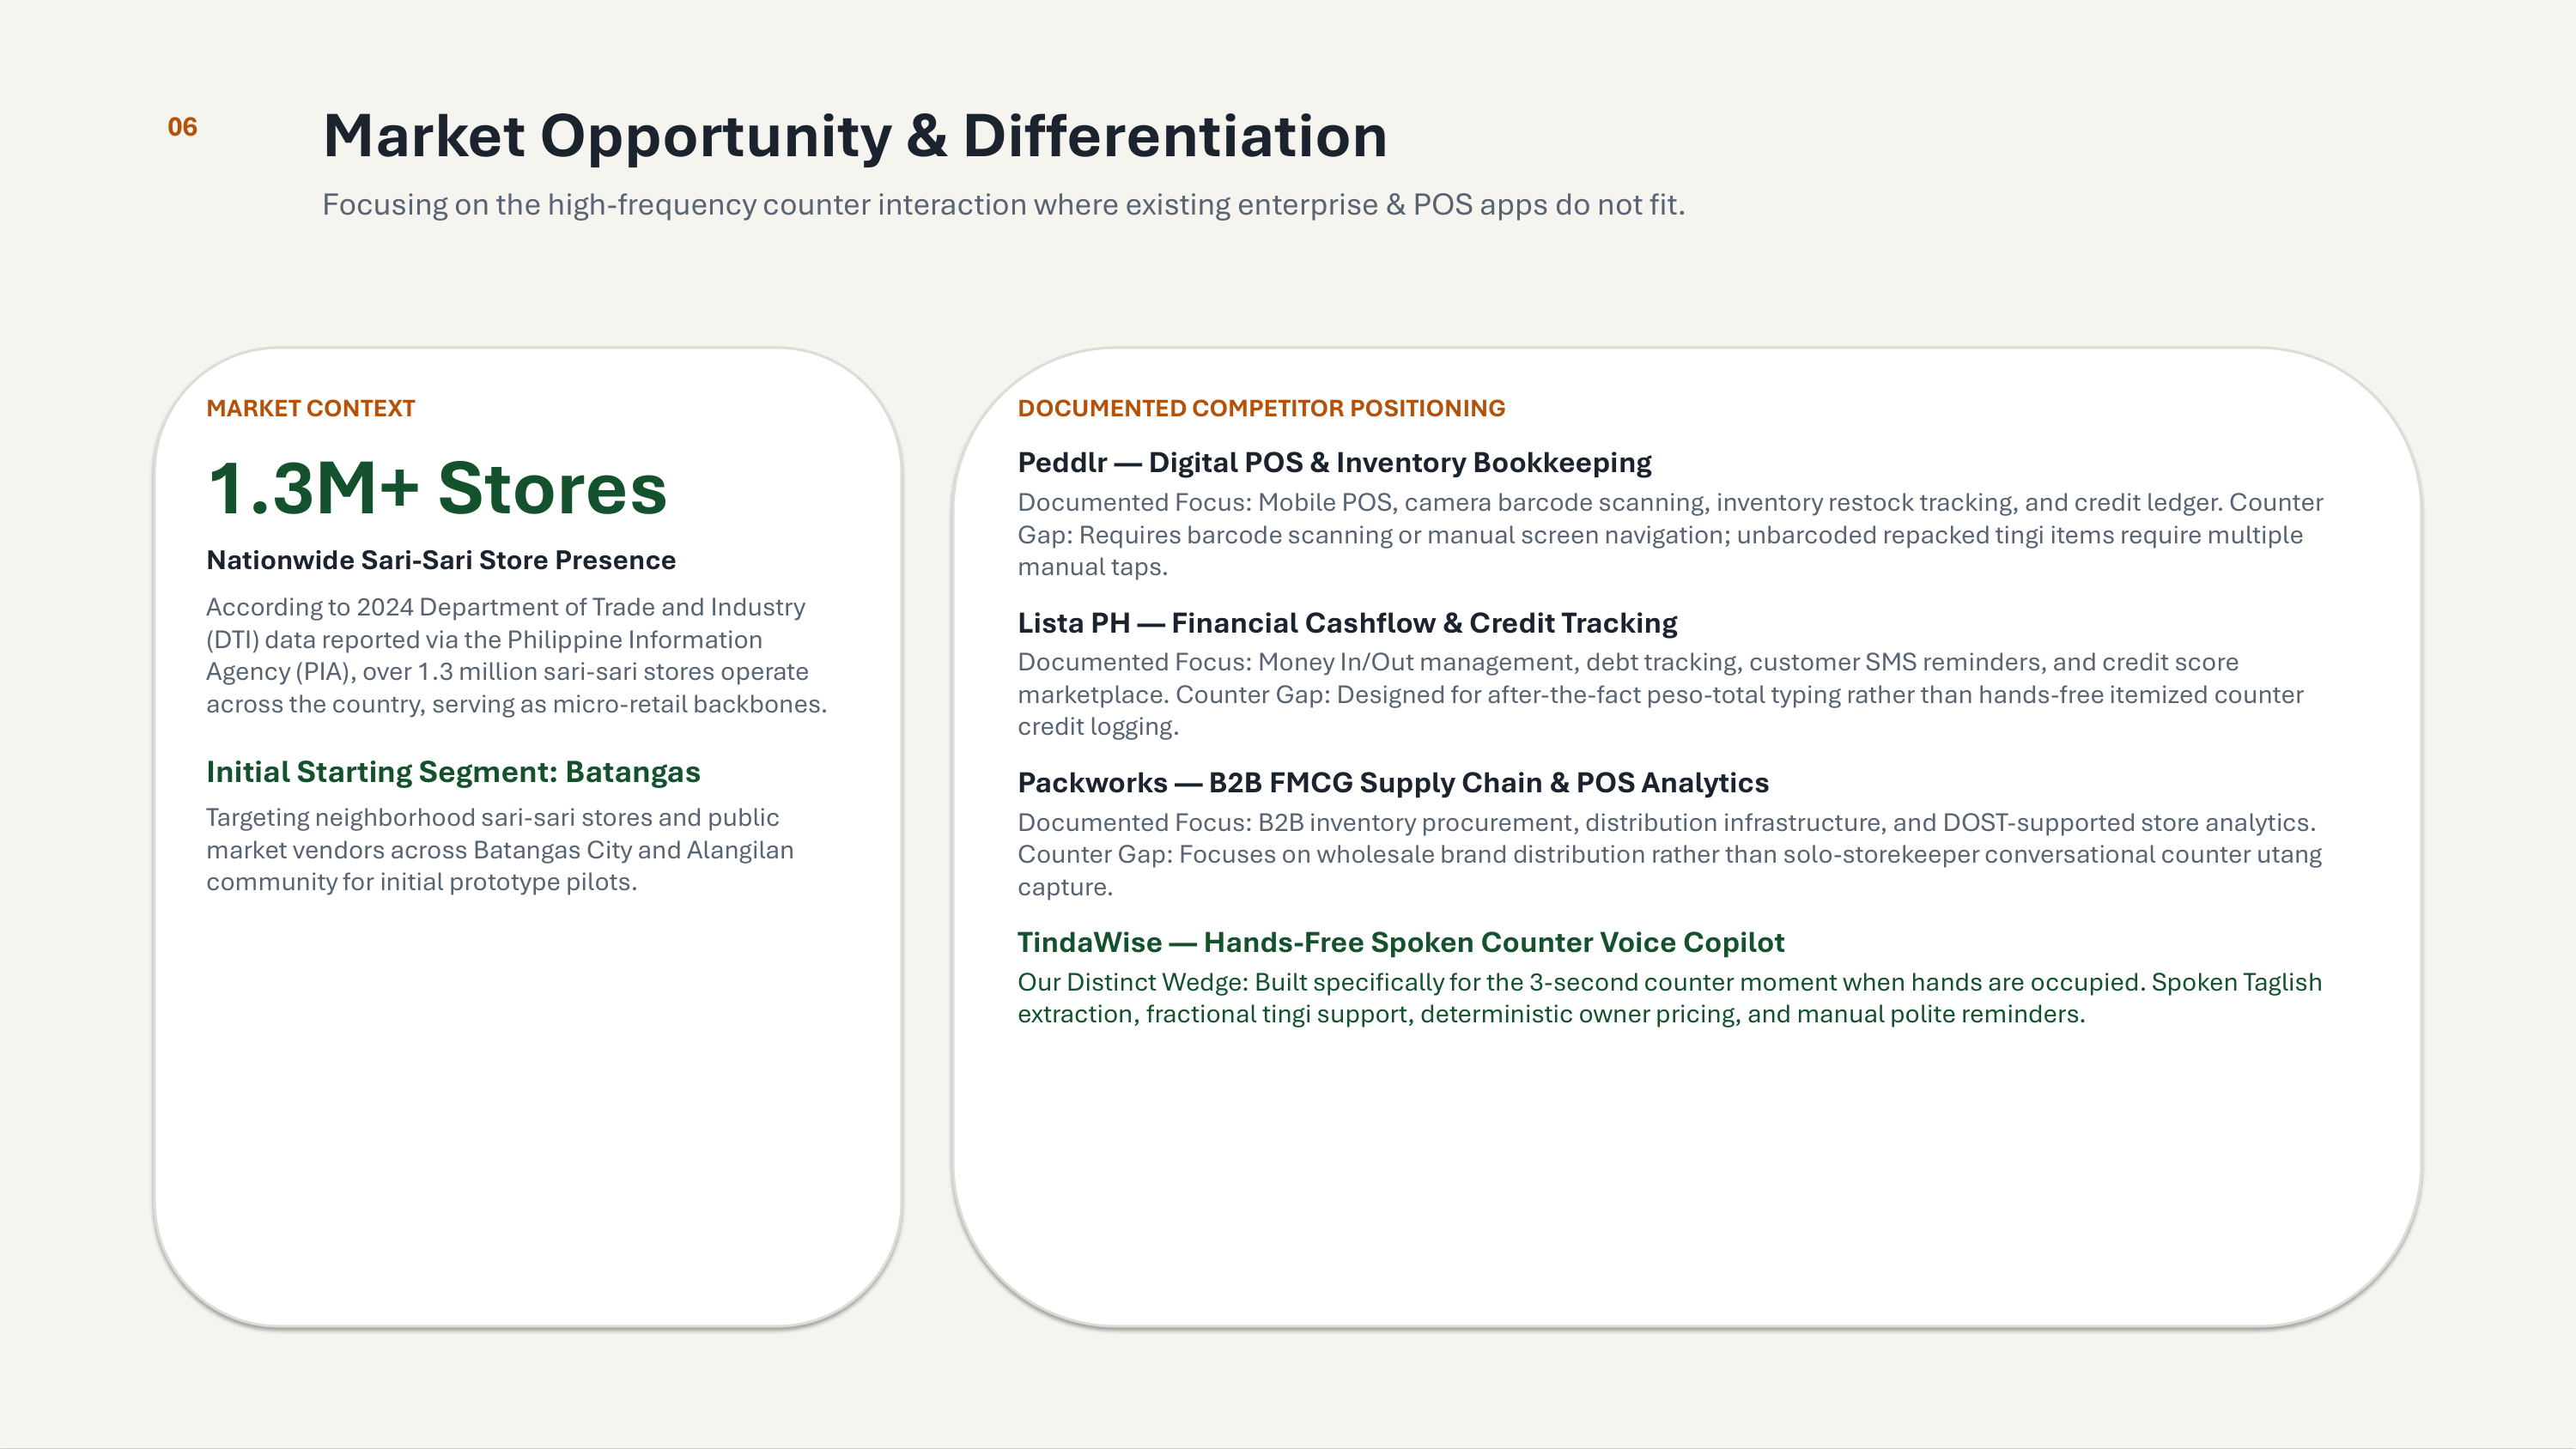 06
Market Opportunity & Differentiation
Focusing on the high-frequency counter interaction where existing enterprise & POS apps do not fit.
MARKET CONTEXT
1.3M+ Stores
Nationwide Sari-Sari Store Presence
According to 2024 Department of Trade and Industry
(DTI) data reported via the Philippine Information
Agency (PIA), over 1.3 million sari-sari stores operate
across the country, serving as micro-retail backbones.
Initial Starting Segment: Batangas
Targeting neighborhood sari-sari stores and public
market vendors across Batangas City and Alangilan
community for initial prototype pilots.
DOCUMENTED COMPETITOR POSITIONING
Peddlr — Digital POS & Inventory Bookkeeping
Documented Focus: Mobile POS, camera barcode scanning, inventory restock tracking, and credit ledger. Counter
Gap: Requires barcode scanning or manual screen navigation; unbarcoded repacked tingi items require multiple
manual taps.
Lista PH — Financial Cashflow & Credit Tracking
Documented Focus: Money In/Out management, debt tracking, customer SMS reminders, and credit score
marketplace. Counter Gap: Designed for after-the-fact peso-total typing rather than hands-free itemized counter
credit logging.
Packworks — B2B FMCG Supply Chain & POS Analytics
Documented Focus: B2B inventory procurement, distribution infrastructure, and DOST-supported store analytics.
Counter Gap: Focuses on wholesale brand distribution rather than solo-storekeeper conversational counter utang
capture.
TindaWise — Hands-Free Spoken Counter Voice Copilot
Our Distinct Wedge: Built specifically for the 3-second counter moment when hands are occupied. Spoken Taglish
extraction, fractional tingi support, deterministic owner pricing, and manual polite reminders.